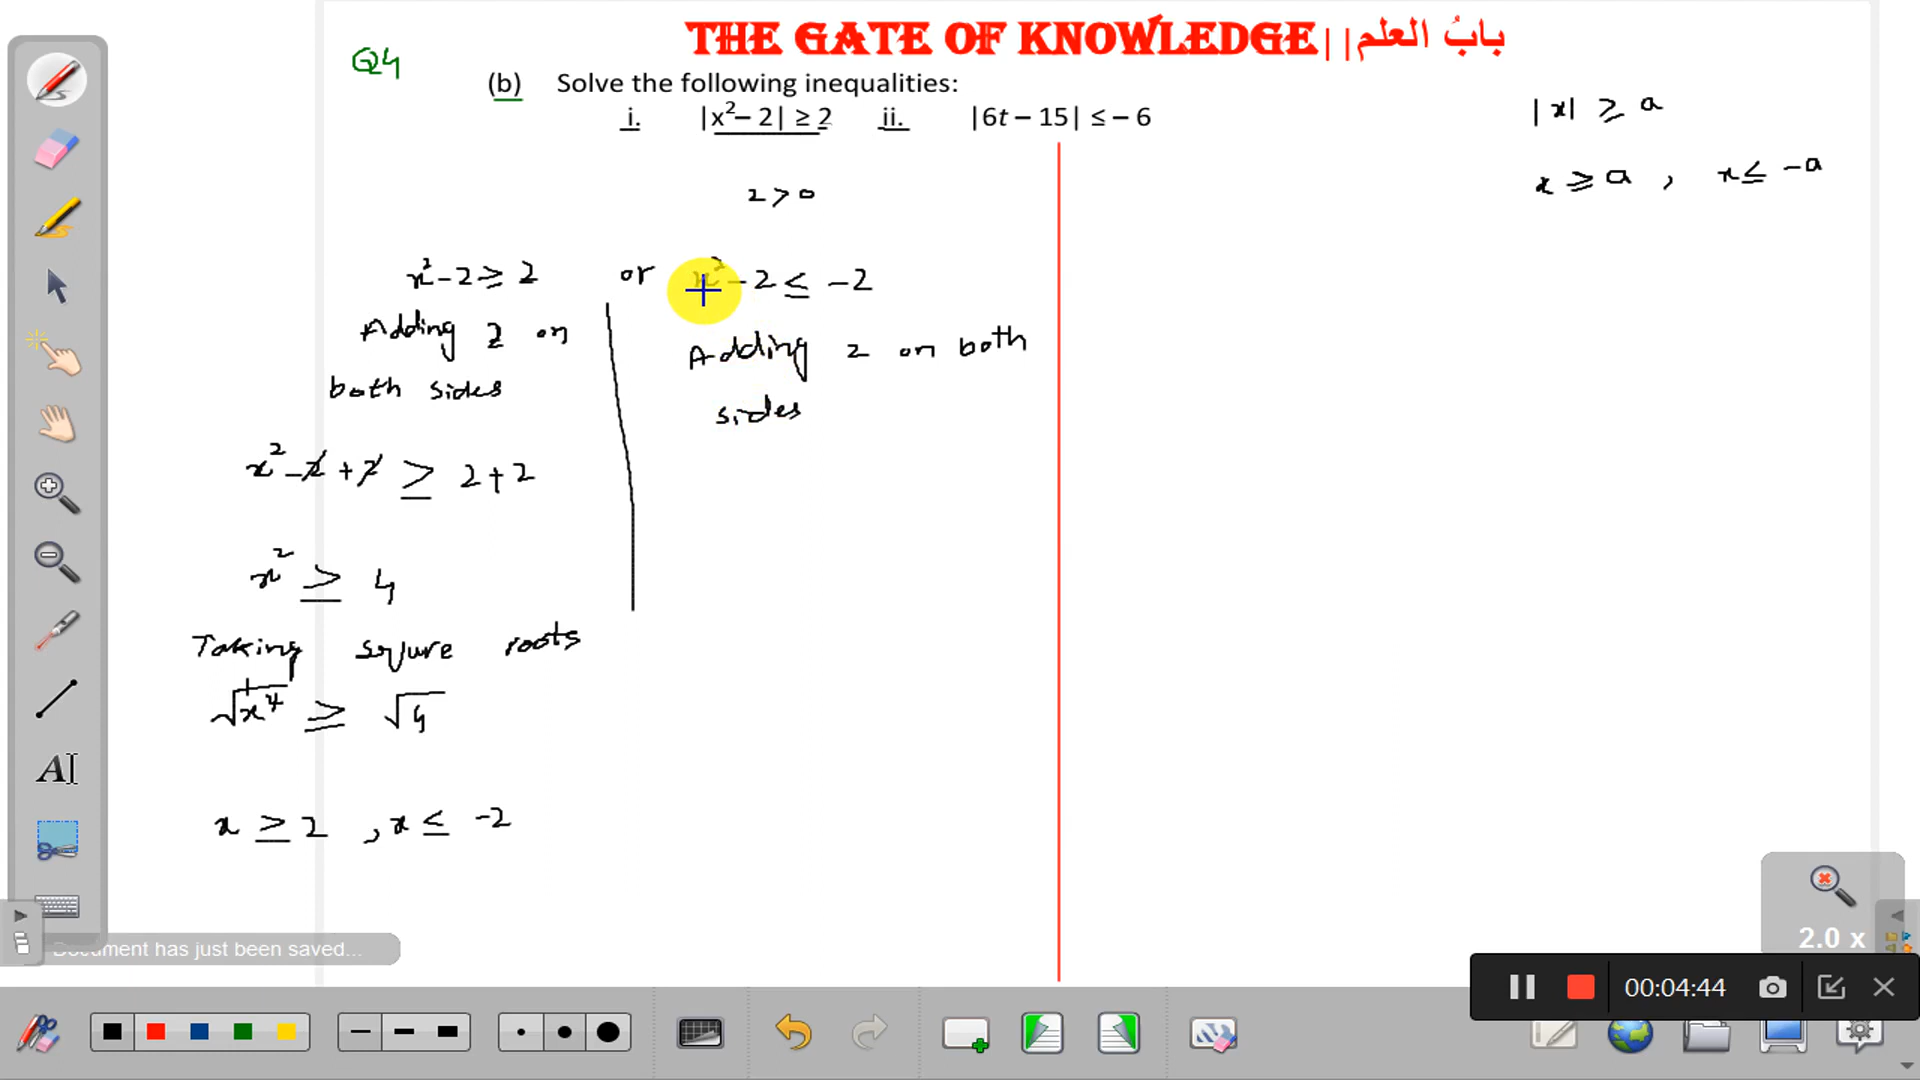 THE GATE OF KNOWLEDGE||بابُ العلم
Q4
(b) Solve the following inequalities:
i. |x²– 2| ≥ 2 ii. |6t – 15| ≤ – 6
|x| ≥ a
x ≥ a , x ≤ -a
2 > 0
x² - 2 ≥ 2 or x² - 2 ≤ -2
Adding 2 on
both sides
Adding 2 on both
sides
x² - 2 + 2 ≥ 2 + 2
x² ≥ 4
Taking squre roots
√x² ≥ √4
x ≥ 2 , x ≤ -2
Document has just been saved...
2.0 x
00:04:44